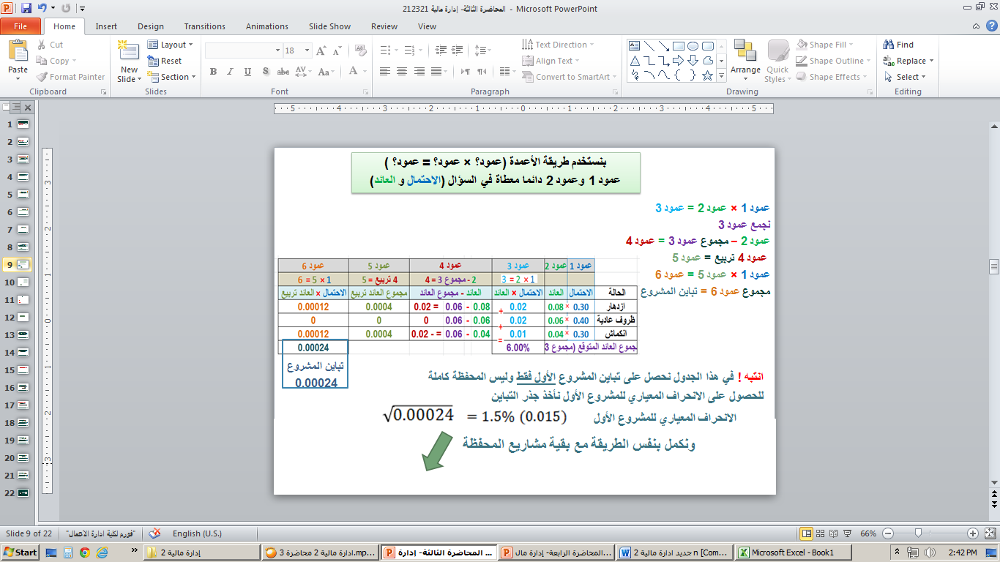 المحاضرة الثالثة- إدارة مالية 212321 - Microsoft PowerPoint
File Home Insert Design Transitions Animations Slide Show Review View
Paste
Cut
Copy
Format Painter
Clipboard
New Slide
Layout
Reset
Section
Slides
18
B I U S abc AV Aa A
Font
Text Direction
Align Text
Convert to SmartArt
Paragraph
Arrange
Quick Styles
Shape Fill
Shape Outline
Shape Effects
Drawing
Find
Replace
Select
Editing
5 4 3 2 1 0 1 2 3 4 5
1
2
3
4
5
6
7
8
9
10
11
12
13
14
15
16
17
18
19
20
21
22
بنستخدم طريقة الأعمدة (عمود؟ × عمود؟ = عمود؟ )
عمود 1 وعمود 2 دائما معطاة في السؤال (الاحتمال و العائد)
عمود 1 × عمود 2 = عمود 3
نجمع عمود 3
عمود 2 – مجموع عمود 3 = عمود 4
عمود 4 تربيع = عمود 5
عمود 1 × عمود 5 = عمود 6
مجموع عمود 6 = تباين المشروع
عمود 1 عمود 2 عمود 3 عمود 4 عمود 5 عمود 6
1 × 2 = 3 2 - مجموع 3 = 4 4 تربيع = 5 1 × 5 = 6
الحالة الاحتمال العائد الاحتمال × العائد العائد - مجموع العائد مجموع العائد تربيع الاحتمال × العائد تربيع
ازدهار 0.30 × 0.08 0.02 0.08 - 0.06 = 0.02 0.0004 0.00012
ظروف عادية 0.40 × 0.06 + 0.02 0.06 - 0.06 0 0 0
انكماش 0.30 × 0.04 + 0.01 0.04 - 0.06 = - 0.02 0.0004 0.00012
جموع العائد المتوقع (مجموع 3 = 6.00% 0.00024
تباين المشروع
0.00024
انتبه ! في هذا الجدول نحصل على تباين المشروع الأول فقط وليس المحفظة كاملة
للحصول على الانحراف المعياري للمشروع الأول نأخذ جذر التباين
الانحراف المعياري للمشروع الأول √0.00024 = 1.5% (0.015)
ونكمل بنفس الطريقة مع بقية مشاريع المحفظة
Slide 9 of 22 "فورم لكلية ادارة الاعمال" English (U.S.) 66%
Start » إدارة مالية 2 ادارة مالية 2 محاضرة 3.mp... المحاضرة الثالثة- إدارة ... المحاضرة الرابعة- إدارة مال... جديد ادارة مالية 2 n [Com... Microsoft Excel - Book1 2:42 PM